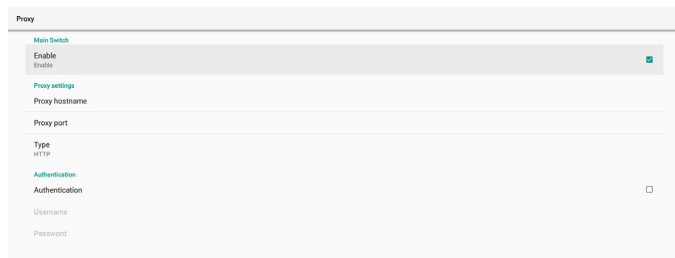 Proxy
Main Switch
Enable
Enable
Proxy settings
Proxy hostname
Proxy port
Type
HTTP
Authentication
Authentication
Username
Password